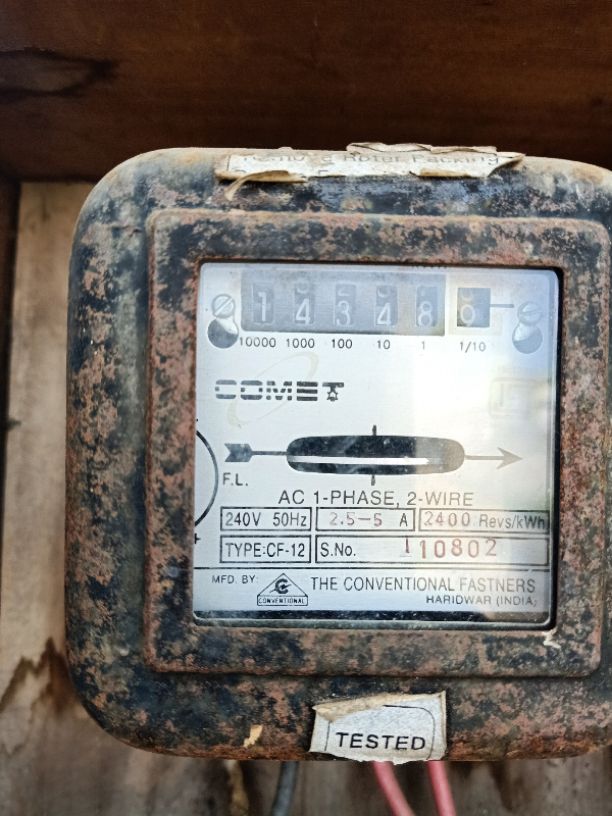 1 4 3 4 8
10000 1000 100 10 1 1/10
COMET
F.L.
AC 1-PHASE, 2-WIRE
240V 50Hz 2.5-5 A 2400 Revs/kWh
TYPE:CF-12 S.No. 110802
MFD. BY: CONVENTIONAL THE CONVENTIONAL FASTNERS
HARIDWAR (INDIA)
TESTED